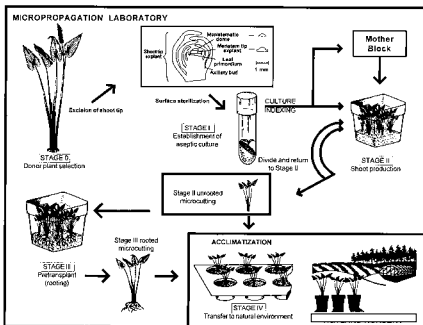 MICROPROPAGATION LABORATORY
Meristematic
dome
Meristem tip
explant
Leaf
primordium
Axillary bud
Shoot tip
explant
1 mm
Mother
Block
Excision of shoot tip
Surface sterilization
CULTURE
INDEXING
STAGE 0
Donor plant selection
STAGE I
Establishment of
aseptic culture
Divide and return
to Stage II
STAGE II
Shoot production
Stage II unrooted
microcutting
STAGE III
Pretransplant
(rooting)
Stage III rooted
microcutting
ACCLIMATIZATION
STAGE IV
Transfer to natural environment